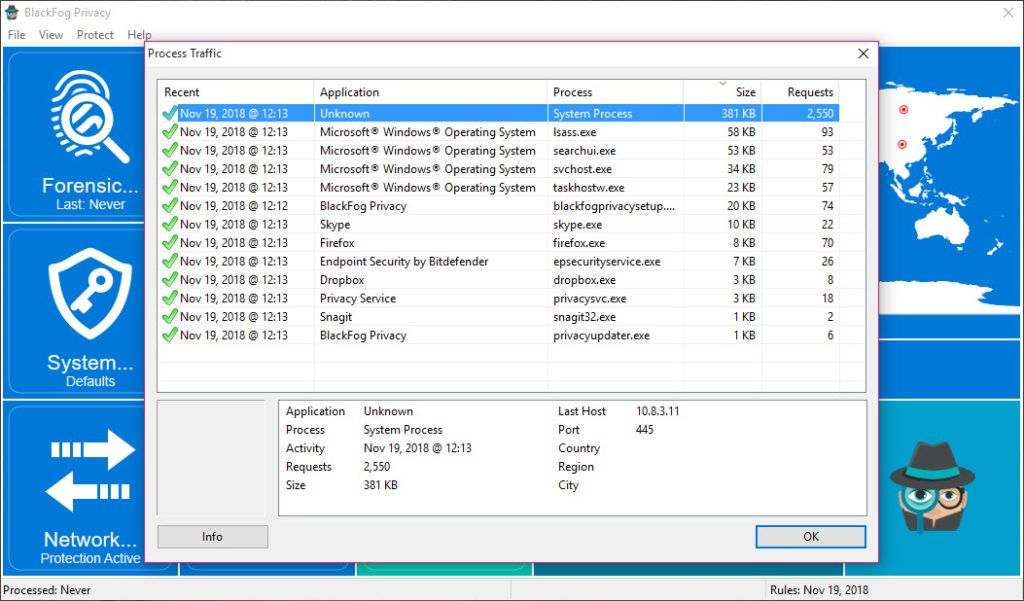 BlackFog Privacy
File View Protect Help
Process Traffic
Recent Application Process Size Requests
Nov 19, 2018 @ 12:13 Unknown System Process 381 KB 2,550
Nov 19, 2018 @ 12:13 Microsoft® Windows® Operating System lsass.exe 58 KB 93
Nov 19, 2018 @ 12:13 Microsoft® Windows® Operating System searchui.exe 53 KB 53
Nov 19, 2018 @ 12:13 Microsoft® Windows® Operating System svchost.exe 34 KB 79
Nov 19, 2018 @ 12:13 Microsoft® Windows® Operating System taskhostw.exe 23 KB 57
Nov 19, 2018 @ 12:12 BlackFog Privacy blackfogprivacysetup.... 20 KB 74
Nov 19, 2018 @ 12:13 Skype skype.exe 10 KB 22
Nov 19, 2018 @ 12:13 Firefox firefox.exe 8 KB 70
Nov 19, 2018 @ 12:13 Endpoint Security by Bitdefender epsecurityservice.exe 7 KB 26
Nov 19, 2018 @ 12:13 Dropbox dropbox.exe 3 KB 8
Nov 19, 2018 @ 12:13 Privacy Service privacysvc.exe 3 KB 18
Nov 19, 2018 @ 12:13 Snagit snagit32.exe 1 KB 2
Nov 19, 2018 @ 12:13 BlackFog Privacy privacyupdater.exe 1 KB 6
Application Unknown Last Host 10.8.3.11
Process System Process Port 445
Activity Nov 19, 2018 @ 12:13 Country
Requests 2,550 Region
Size 381 KB City
Info OK
Forensic...
Last: Never
System...
Defaults
Network...
Protection Active
Processed: Never Rules: Nov 19, 2018